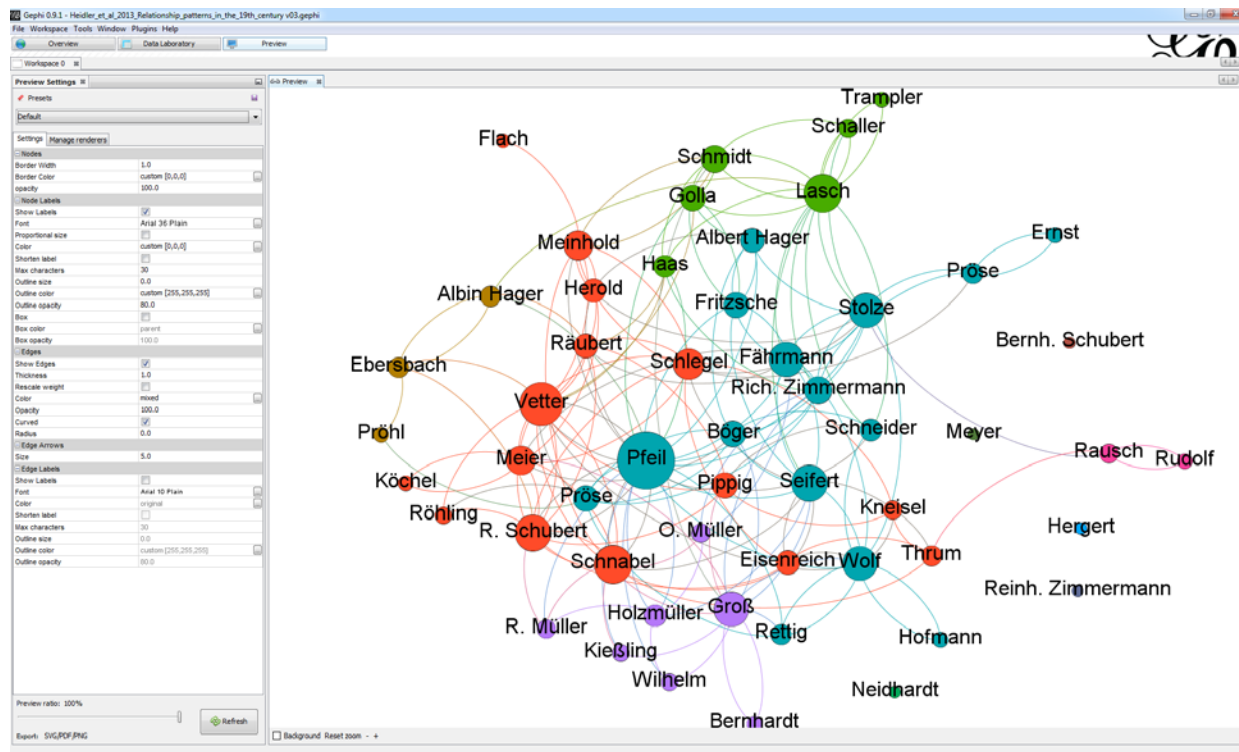 Gephi 0.9.1 - Heidler_et_al_2013_Relationship_patterns_in_the_19th_century v03.gephi
File Workspace Tools Window Plugins Help
Overview Data Laboratory Preview
Workspace 0
Preview Settings
Presets
Default
Settings Manage renderers
Nodes
Border Width 1.0
Border Color custom [0,0,0]
opacity 100.0
Node Labels
Show Labels
Font Arial 36 Plain
Proportional size
Color custom [0,0,0]
Shorten label
Max characters 30
Outline size 0.0
Outline color custom [255,255,255]
Outline opacity 80.0
Box
Box color parent
Box opacity 100.0
Edges
Show Edges
Thickness 1.0
Rescale weight
Color mixed
Opacity 100.0
Curved
Radius 0.0
Edge Arrows
Size 5.0
Edge Labels
Show Labels
Font Arial 10 Plain
Color original
Shorten label
Max characters 30
Outline size 0.0
Outline color custom [255,255,255]
Outline opacity 80.0
Preview ratio: 100%
Refresh
Export: SVG/PDF/PNG
Preview
Trampler
Schaller
Flach
Schmidt
Lasch
Golla
Ernst
Albert Hager
Meinhold
Haas
Pröse
Herold
Albin Hager
Fritzsche
Stolze
Bernh. Schubert
Räubert
Fährmann
Schlegel
Ebersbach
Rich. Zimmermann
Vetter
Schneider
Meyer
Pröhl
Böger
Rausch
Rudolf
Meier
Pfeil
Köchel
Pippig
Seifert
Pröse
Kneisel
Röhling
R. Schubert
O. Müller
Hergert
Thrum
Schnabel
Eisenreich
Wolf
Reinh. Zimmermann
Holzmüller
Groß
R. Müller
Rettig
Hofmann
Kießling
Wilhelm
Neidhardt
Bernhardt
Background Reset zoom - +